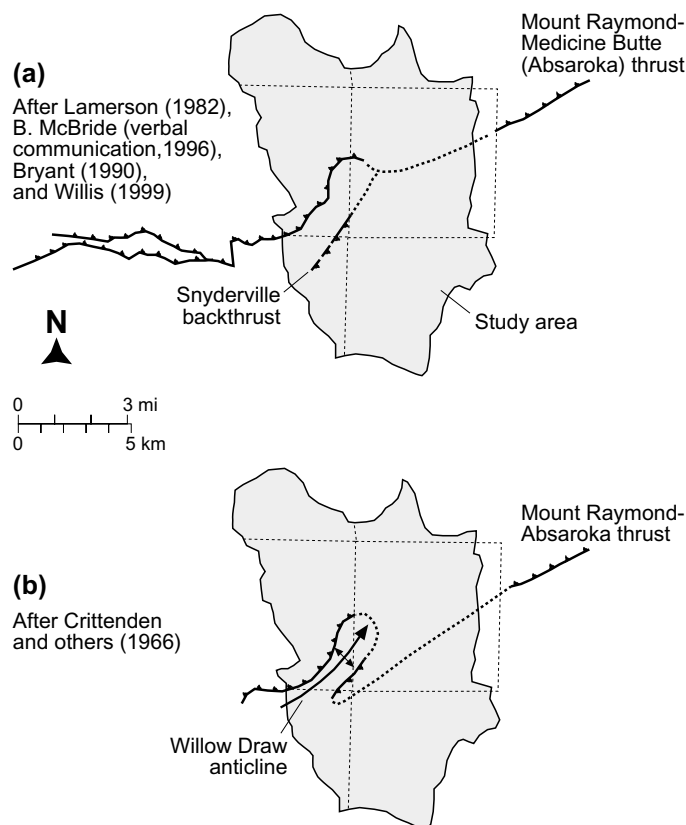 Mount Raymond-
Medicine Butte
(Absaroka) thrust
(a)
After Lamerson (1982),
B. McBride (verbal
communication,1996),
Bryant (1990),
and Willis (1999)
Snyderville
backthrust
Study area
N
0 3 mi
0 5 km
Mount Raymond-
Absaroka thrust
(b)
After Crittenden
and others (1966)
Willow Draw
anticline